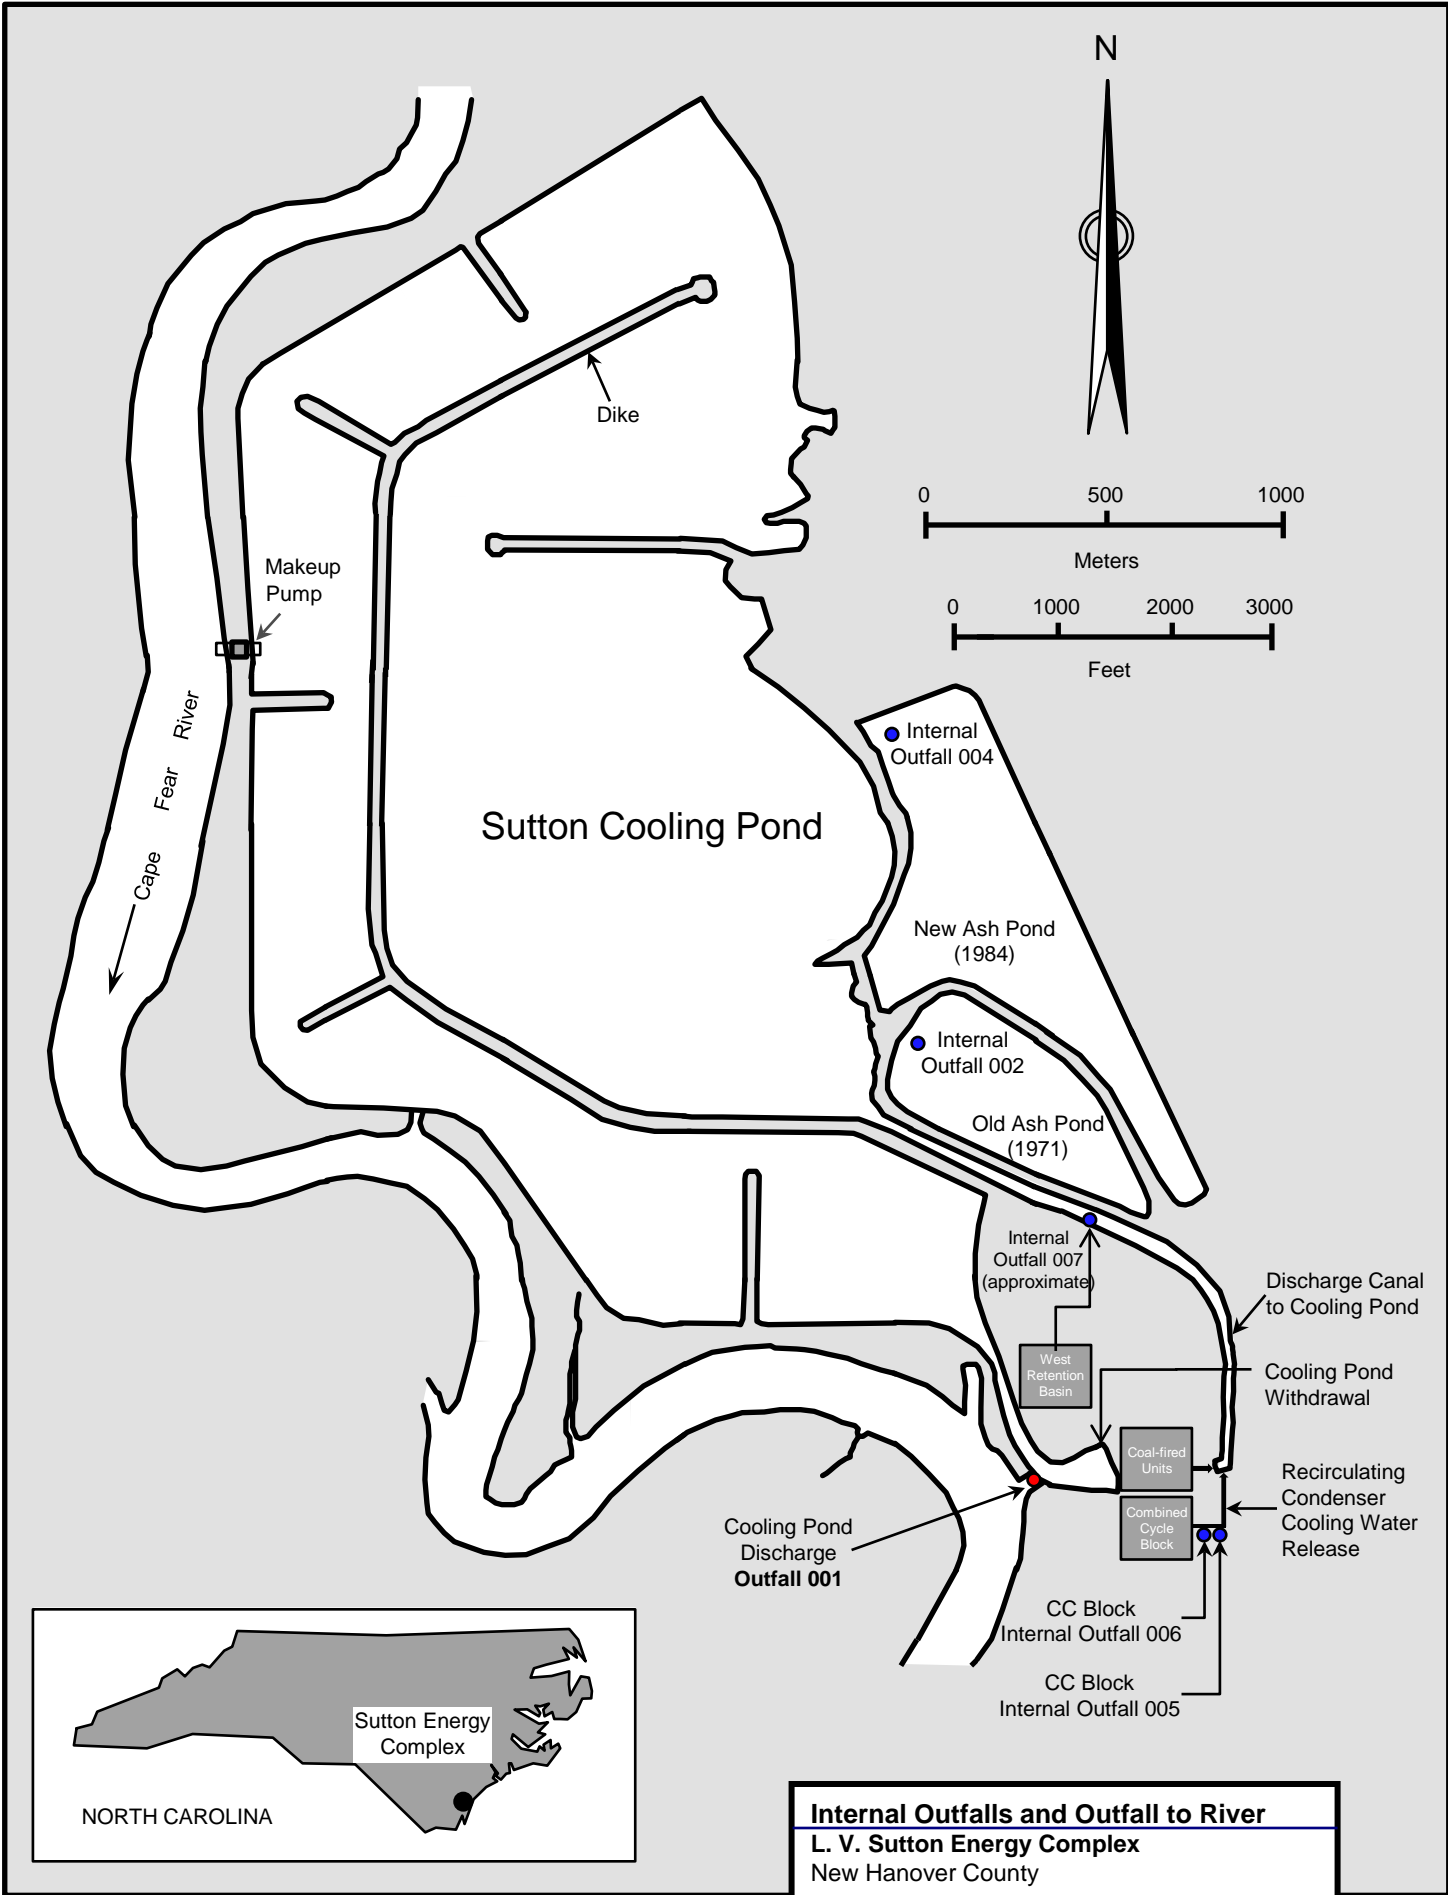 N
Dike
0 500 1000
Meters
0 1000 2000 3000
Feet
Makeup
Pump
Cape Fear River
Internal
Outfall 004
Sutton Cooling Pond
New Ash Pond
(1984)
Internal
Outfall 002
Old Ash Pond
(1971)
Internal
Outfall 007
(approximate)
Discharge Canal
to Cooling Pond
West
Retention
Basin
Cooling Pond
Withdrawal
Coal-fired
Units
Recirculating
Condenser
Cooling Water
Release
Combined
Cycle
Block
Cooling Pond
Discharge
Outfall 001
CC Block
Internal Outfall 006
CC Block
Internal Outfall 005
Sutton Energy
Complex
NORTH CAROLINA
Internal Outfalls and Outfall to River
L. V. Sutton Energy Complex
New Hanover County